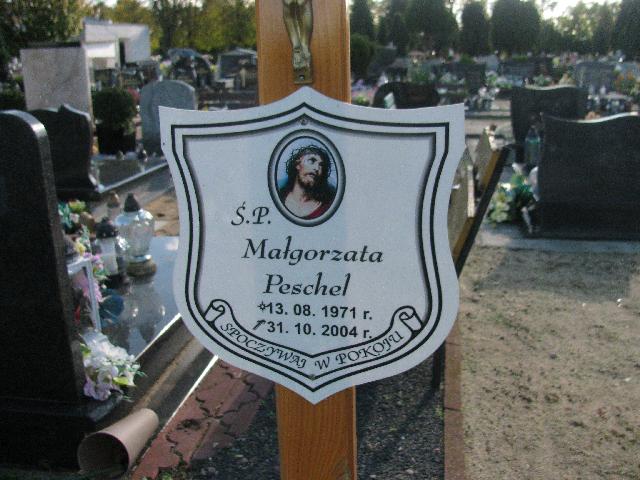 Ś.P.
Małgorzata
Peschel
✡13. 08. 1971 r.
†31. 10. 2004 r.
SPOCZYWAJ W POKOJU